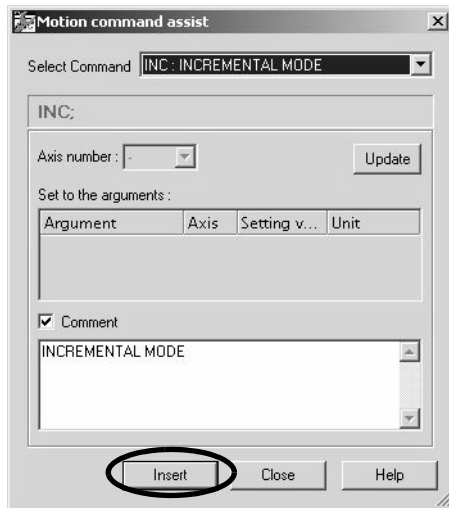 Motion command assist
Select Command INC : INCREMENTAL MODE
INC;
Axis number : - Update
Set to the arguments :
Argument Axis Setting v... Unit
Comment
INCREMENTAL MODE
Insert Close Help